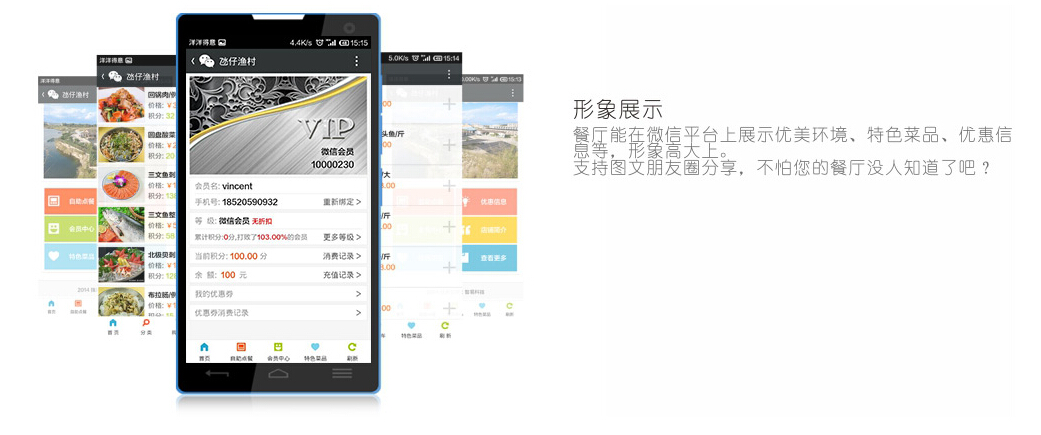 洋洋得意
4.4K/s
15:15
氹仔渔村
VIP
微信会员
10000230
会员名: vincent
手机号: 18520590932
重新绑定 >
等 级: 微信会员 无折扣
累计积分:0分,打败了103.00%的会员
更多等级 >
当前积分: 100.00 分
消费记录 >
余 额: 100 元
充值记录 >
我的优惠券 >
优惠券消费记录 >
首页
自助点餐
会员中心
特色菜品
刷新
洋洋得意
氹仔渔村
回锅肉/例
价格: ¥3
积分: 32
圆盘酸菜
价格: ¥
积分: 20
三文鱼刺
价格: ¥1
积分: 138
三文鱼整
价格: ¥5
积分: 58
北极贝刺
价格: ¥1
积分: 128
布拉肠/例
价格: ¥
首 页
分 类
洋洋得意
自助点餐
会员中心
特色菜品
首页
自助点餐
5.0K/s
15:14
头鱼/斤
/大
/斤
特色菜品
刷 新
15:13
优惠信息
店铺简介
查看更多
特色菜品
刷新
形象展示
餐厅能在微信平台上展示优美环境、特色菜品、优惠信
息等，形象高大上。
支持图文朋友圈分享，不怕您的餐厅没人知道了吧？